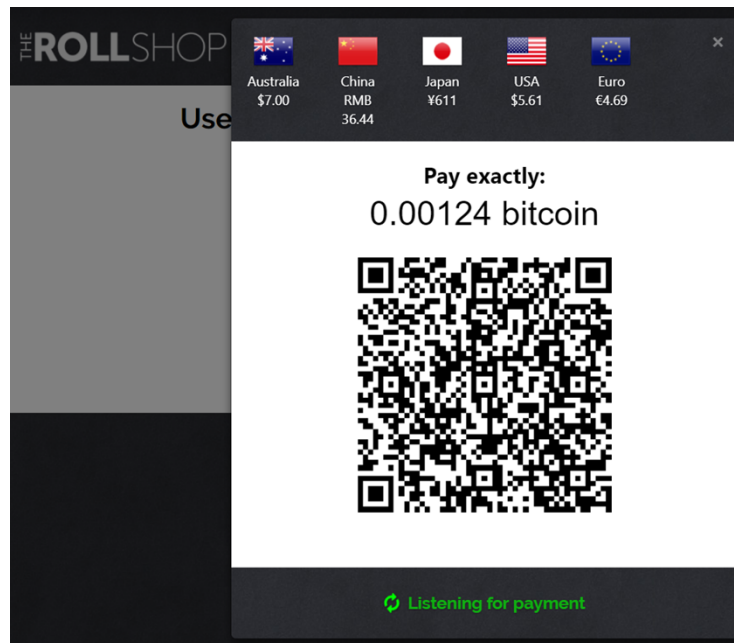 THE ROLLSHOP
Australia
$7.00
China
RMB
36.44
Japan
¥611
USA
$5.61
Euro
€4.69
×
Use
Pay exactly:
0.00124 bitcoin
Listening for payment